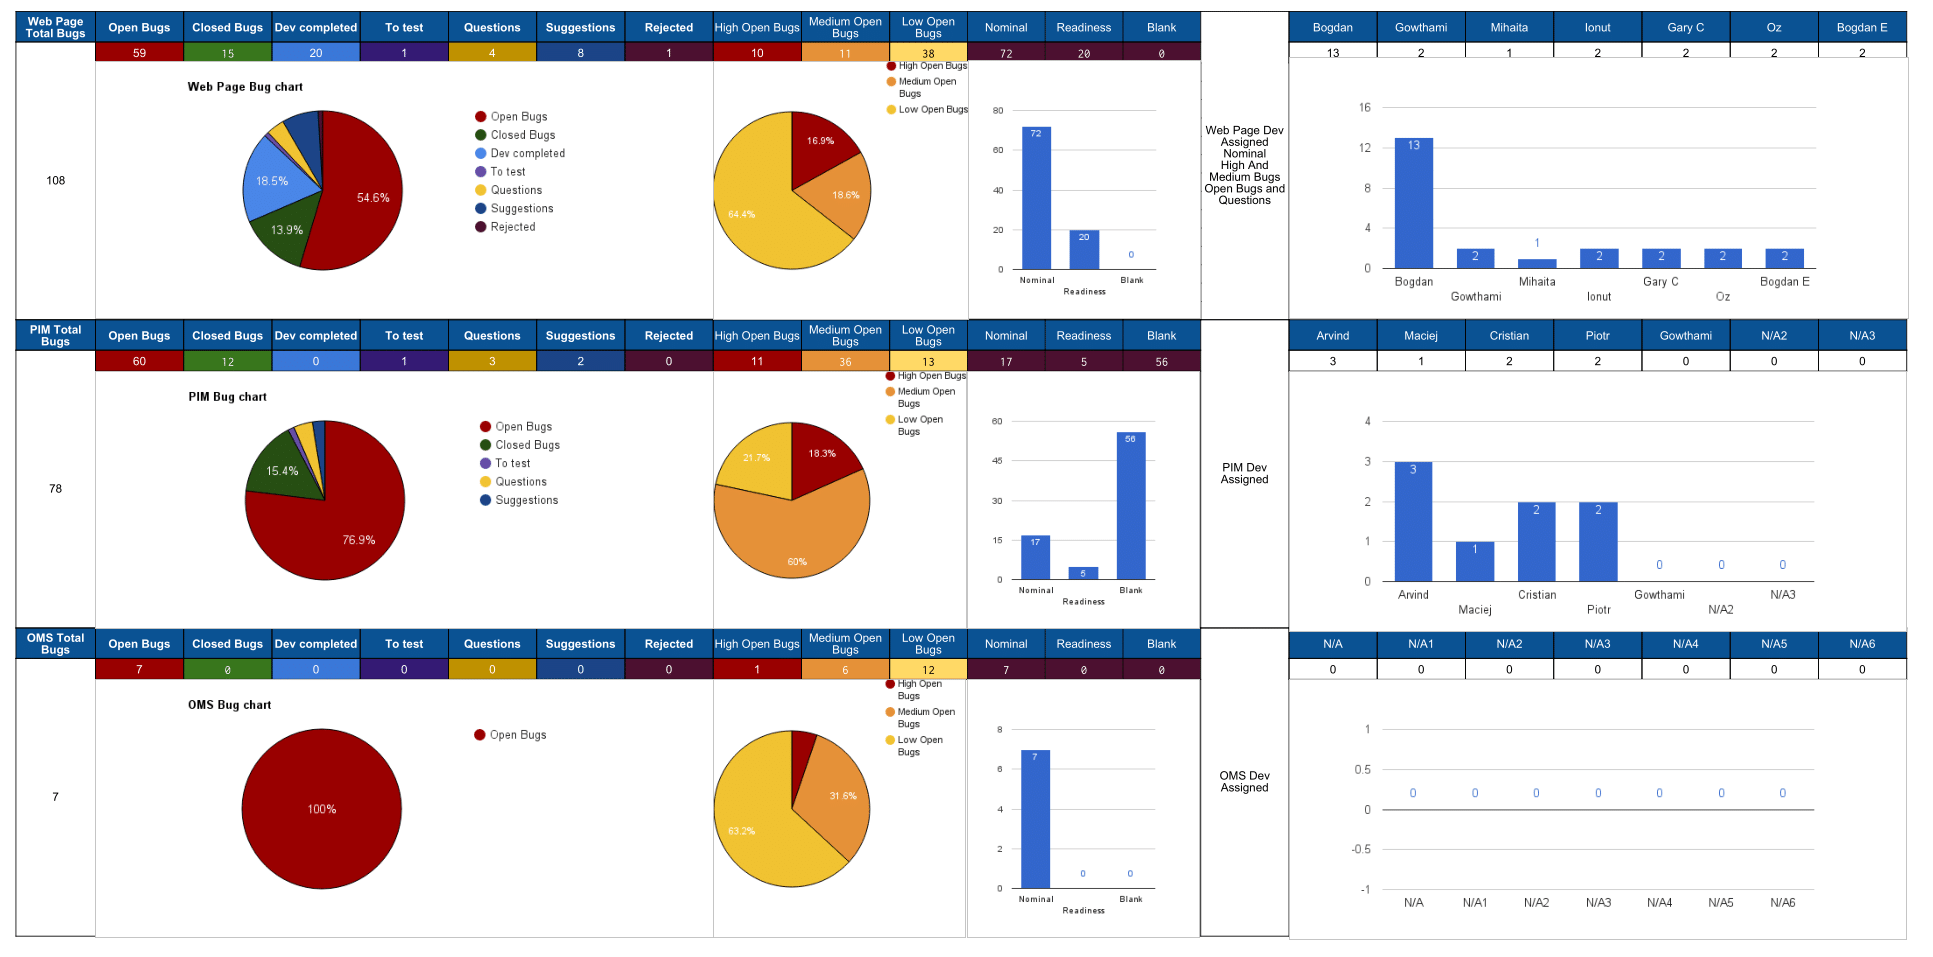 Web Page Total Bugs Open Bugs Closed Bugs Dev completed To test Questions Suggestions Rejected High Open Bugs Medium Open Bugs Low Open Bugs Nominal Readiness Blank Bogdan Gowthami Mihaita Ionut Gary C Oz Bogdan E
59 15 20 1 4 8 1 10 11 38 72 20 0 13 2 1 2 2 2 2
108
Web Page Bug chart
54.6%
13.9%
18.5%
Open Bugs
Closed Bugs
Dev completed
To test
Questions
Suggestions
Rejected
High Open Bugs
Medium Open
Bugs
Low Open Bugs
16.9%
18.6%
64.4%
80
60
40
20
0
72
20
0
Nominal
Readiness
Blank
Web Page Dev
Assigned
Nominal
High And
Medium Bugs
Open Bugs and
Questions
16
12
8
4
0
13
2
1
2
2
2
2
Bogdan
Gowthami
Mihaita
Ionut
Gary C
Oz
Bogdan E
PIM Total Bugs Open Bugs Closed Bugs Dev completed To test Questions Suggestions Rejected High Open Bugs Medium Open Bugs Low Open Bugs Nominal Readiness Blank Arvind Maciej Cristian Piotr Gowthami N/A2 N/A3
60 12 0 1 3 2 0 11 36 13 17 5 56 3 1 2 2 0 0 0
78
PIM Bug chart
15.4%
76.9%
Open Bugs
Closed Bugs
To test
Questions
Suggestions
High Open Bugs
Medium Open
Bugs
Low Open
Bugs
21.7%
18.3%
60%
60
45
30
15
0
17
5
56
Nominal
Readiness
Blank
PIM Dev
Assigned
4
3
2
1
0
3
1
2
2
0
0
0
Arvind
Maciej
Cristian
Piotr
Gowthami
N/A2
N/A3
OMS Total Bugs Open Bugs Closed Bugs Dev completed To test Questions Suggestions Rejected High Open Bugs Medium Open Bugs Low Open Bugs Nominal Readiness Blank N/A N/A1 N/A2 N/A3 N/A4 N/A5 N/A6
7 0 0 0 0 0 0 1 6 12 7 0 0 0 0 0 0 0 0 0
7
OMS Bug chart
100%
Open Bugs
High Open
Bugs
Medium Open
Bugs
Low Open
Bugs
31.6%
63.2%
8
6
4
2
0
7
0
0
Nominal
Readiness
Blank
OMS Dev
Assigned
1
0.5
0
-0.5
-1
0
0
0
0
0
0
0
N/A
N/A1
N/A2
N/A3
N/A4
N/A5
N/A6